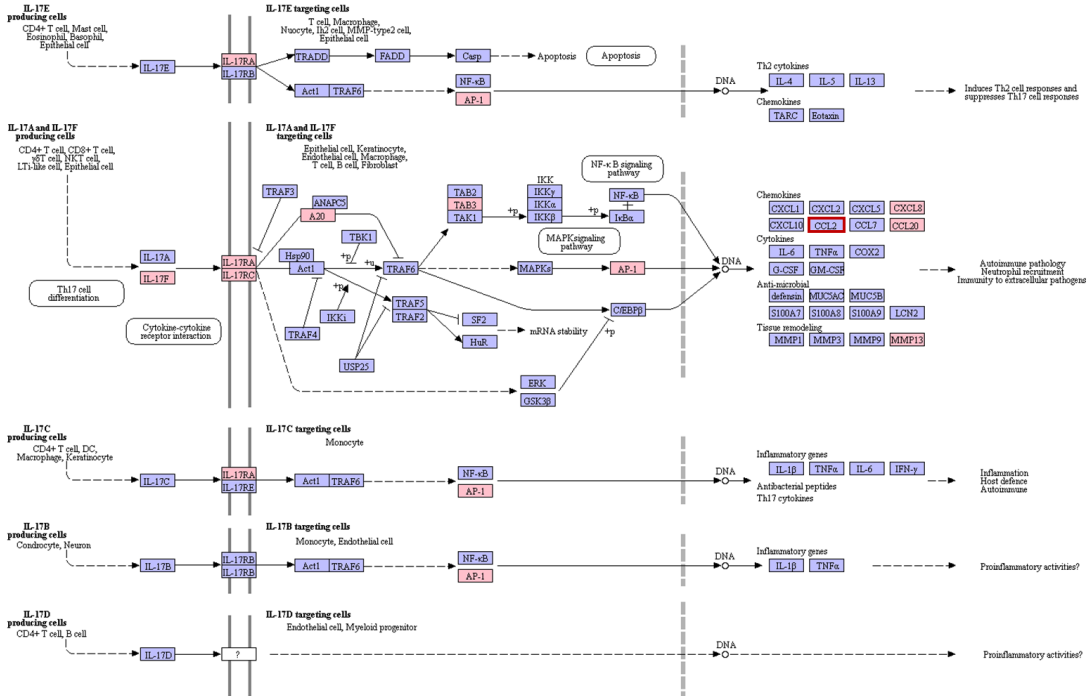 IL-17E
producing cells
CD4+ T cell, Mast cell,
Eosinophil, Basophil,
Epithelial cell
IL-17E
IL-17RA
IL-17RB
IL-17E targeting cells
T cell, Macrophage,
Nuocyte, Ih2 cell, MMP-type2 cell,
Epithelial cell
TRADD
FADD
Casp
Apoptosis
Apoptosis
Act1
TRAF6
NF-κB
AP-1
DNA
Th2 cytokines
IL-4
IL-5
IL-13
Chemokines
TARC
Eotaxin
Induces Th2 cell responses and
suppresses Th17 cell responses
IL-17A and IL-17F
producing cells
CD4+ T cell, CD8+ T cell,
γδT cell, NKT cell,
LTi-like cell, Epithelial cell
IL-17A
IL-17F
Th17 cell
differentiation
Cytokine-cytokine
receptor interaction
IL-17RA
IL-17RC
IL-17A and IL-17F
targeting cells
Epithelial cell, Keratinocyte,
Endothelial cell, Macrophage,
T cell, B cell, Fibroblast
TRAF3
ANAPC5
A20
TBK1
Hsp90
Act1
+p
+u
TRAF6
IKKi
+p
TRAF4
TRAF5
TRAF2
USP25
SF2
HuR
mRNA stability
TAB2
TAB3
TAK1
+p
IKK
IKKγ
IKKα
IKKβ
+p
NF-κB signaling
pathway
NF-κB
IκBα
MAPK signaling
pathway
MAPKs
AP-1
C/EBPβ
+p
ERK
GSK3β
DNA
Chemokines
CXCL1
CXCL2
CXCL5
CXCL8
CXCL10
CCL2
CCL7
CCL20
Cytokines
IL-6
TNFα
COX2
G-CSF
GM-CSF
Anti-microbial
defensin
MUC5AC
MUC5B
S100A7
S100A8
S100A9
LCN2
Tissue remodeling
MMP1
MMP3
MMP9
MMP13
Autoimmune pathology
Neutrophil recruitment
Immunity to extracellular pathogens
IL-17C
producing cells
CD4+ T cell, DC,
Macrophage, Keratinocyte
IL-17C
IL-17RA
IL-17RE
IL-17C targeting cells
Monocyte
Act1
TRAF6
NF-κB
AP-1
DNA
Inflammatory genes
IL-1β
TNFα
IL-6
IFN-γ
Antibacterial peptides
Th17 cytokines
Inflammation
Host defence
Autoimmune
IL-17B
producing cells
Condrocyte, Neuron
IL-17B
IL-17RB
IL-17RB
IL-17B targeting cells
Monocyte, Endothelial cell
Act1
TRAF6
NF-κB
AP-1
DNA
Inflammatory genes
IL-1β
TNFα
Proinflammatory activities?
IL-17D
producing cells
CD4+ T cell, B cell
IL-17D
?
IL-17D targeting cells
Endothelial cell, Myeloid progenitor
DNA
Proinflammatory activities?